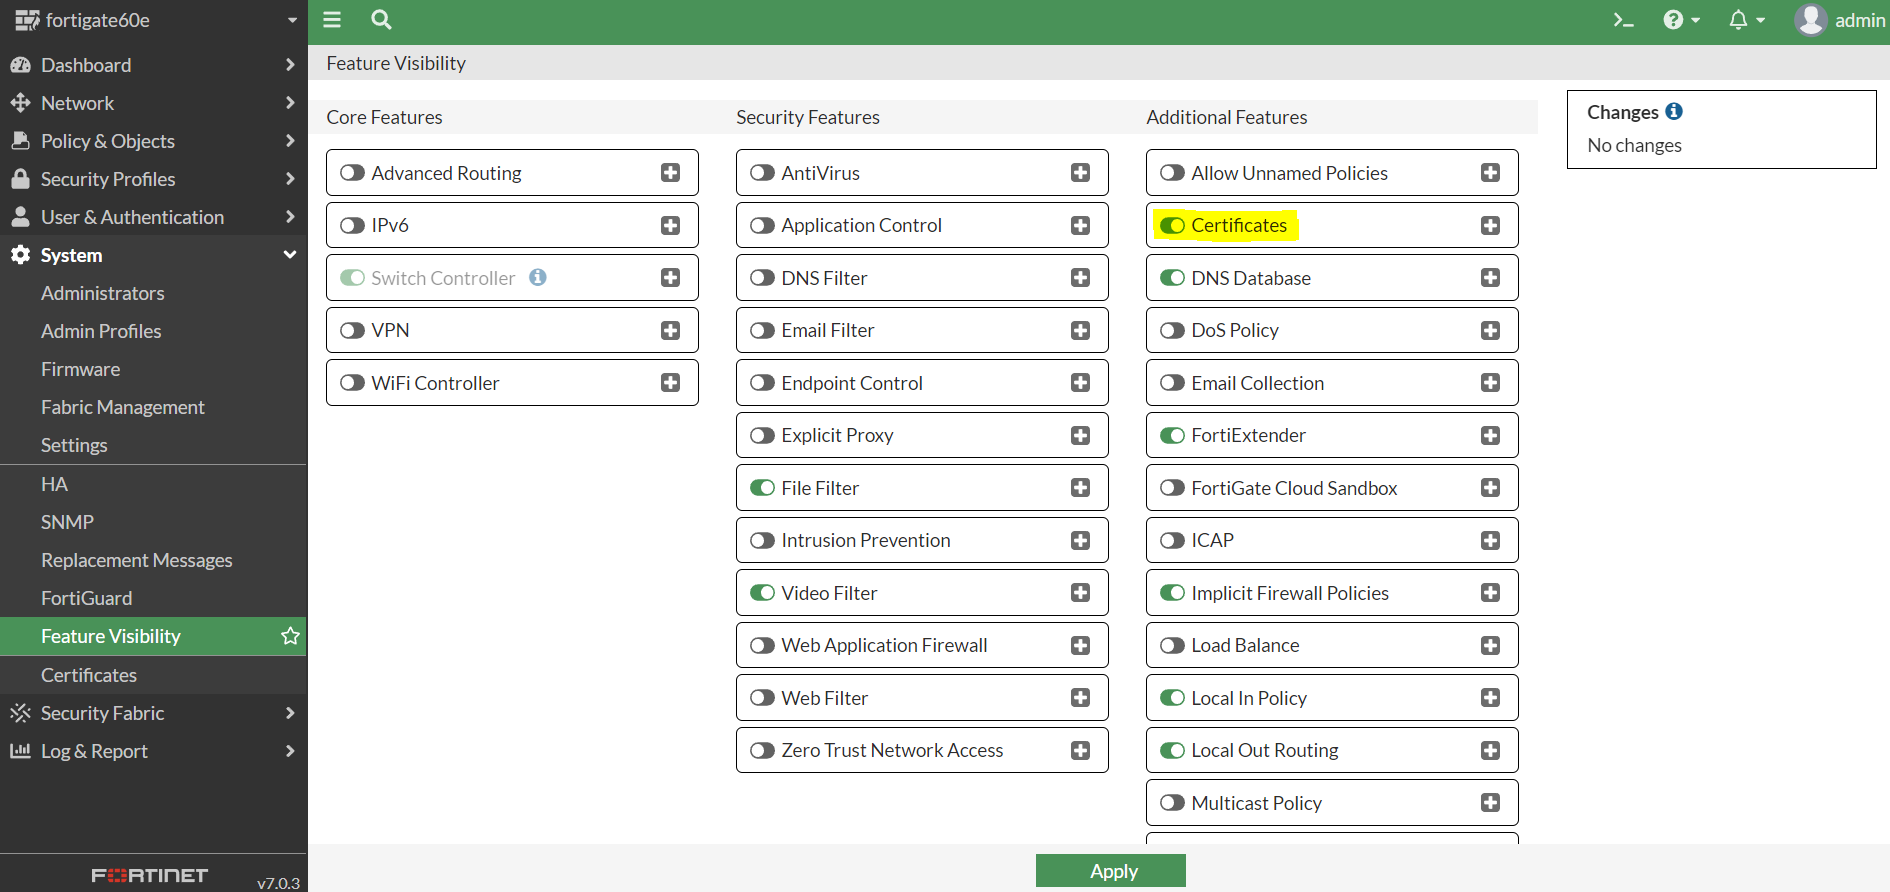 fortigate60e
admin
Dashboard
Network
Policy & Objects
Security Profiles
User & Authentication
System
Administrators
Admin Profiles
Firmware
Fabric Management
Settings
HA
SNMP
Replacement Messages
FortiGuard
Feature Visibility
Certificates
Security Fabric
Log & Report
FORTINET
v7.0.3
Feature Visibility
Core Features
Advanced Routing
IPv6
Switch Controller
VPN
WiFi Controller
Security Features
AntiVirus
Application Control
DNS Filter
Email Filter
Endpoint Control
Explicit Proxy
File Filter
Intrusion Prevention
Video Filter
Web Application Firewall
Web Filter
Zero Trust Network Access
Additional Features
Allow Unnamed Policies
Certificates
DNS Database
DoS Policy
Email Collection
FortiExtender
FortiGate Cloud Sandbox
ICAP
Implicit Firewall Policies
Load Balance
Local In Policy
Local Out Routing
Multicast Policy
Changes
No changes
Apply